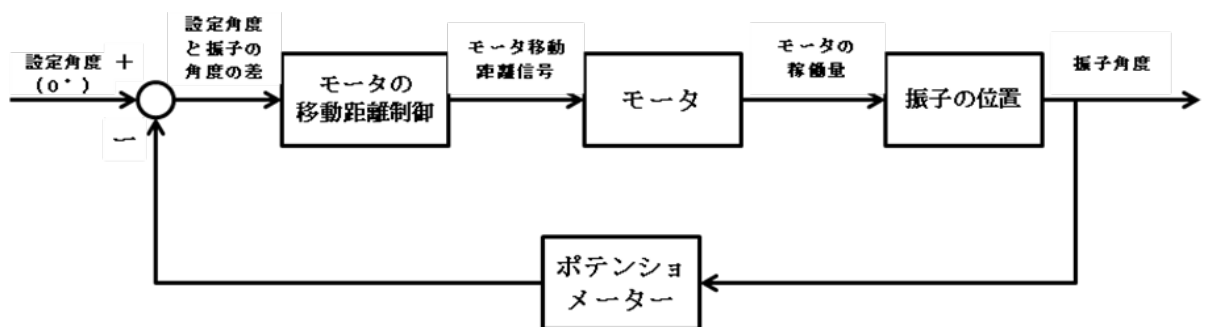 設定角度 +
(0°)
設定角度
と振子の
角度の差
モータの
移動距離制御
モータ移動
距離信号
モータ
モータの
稼働量
振子の位置
振子角度
ー
ポテンショ
メーター